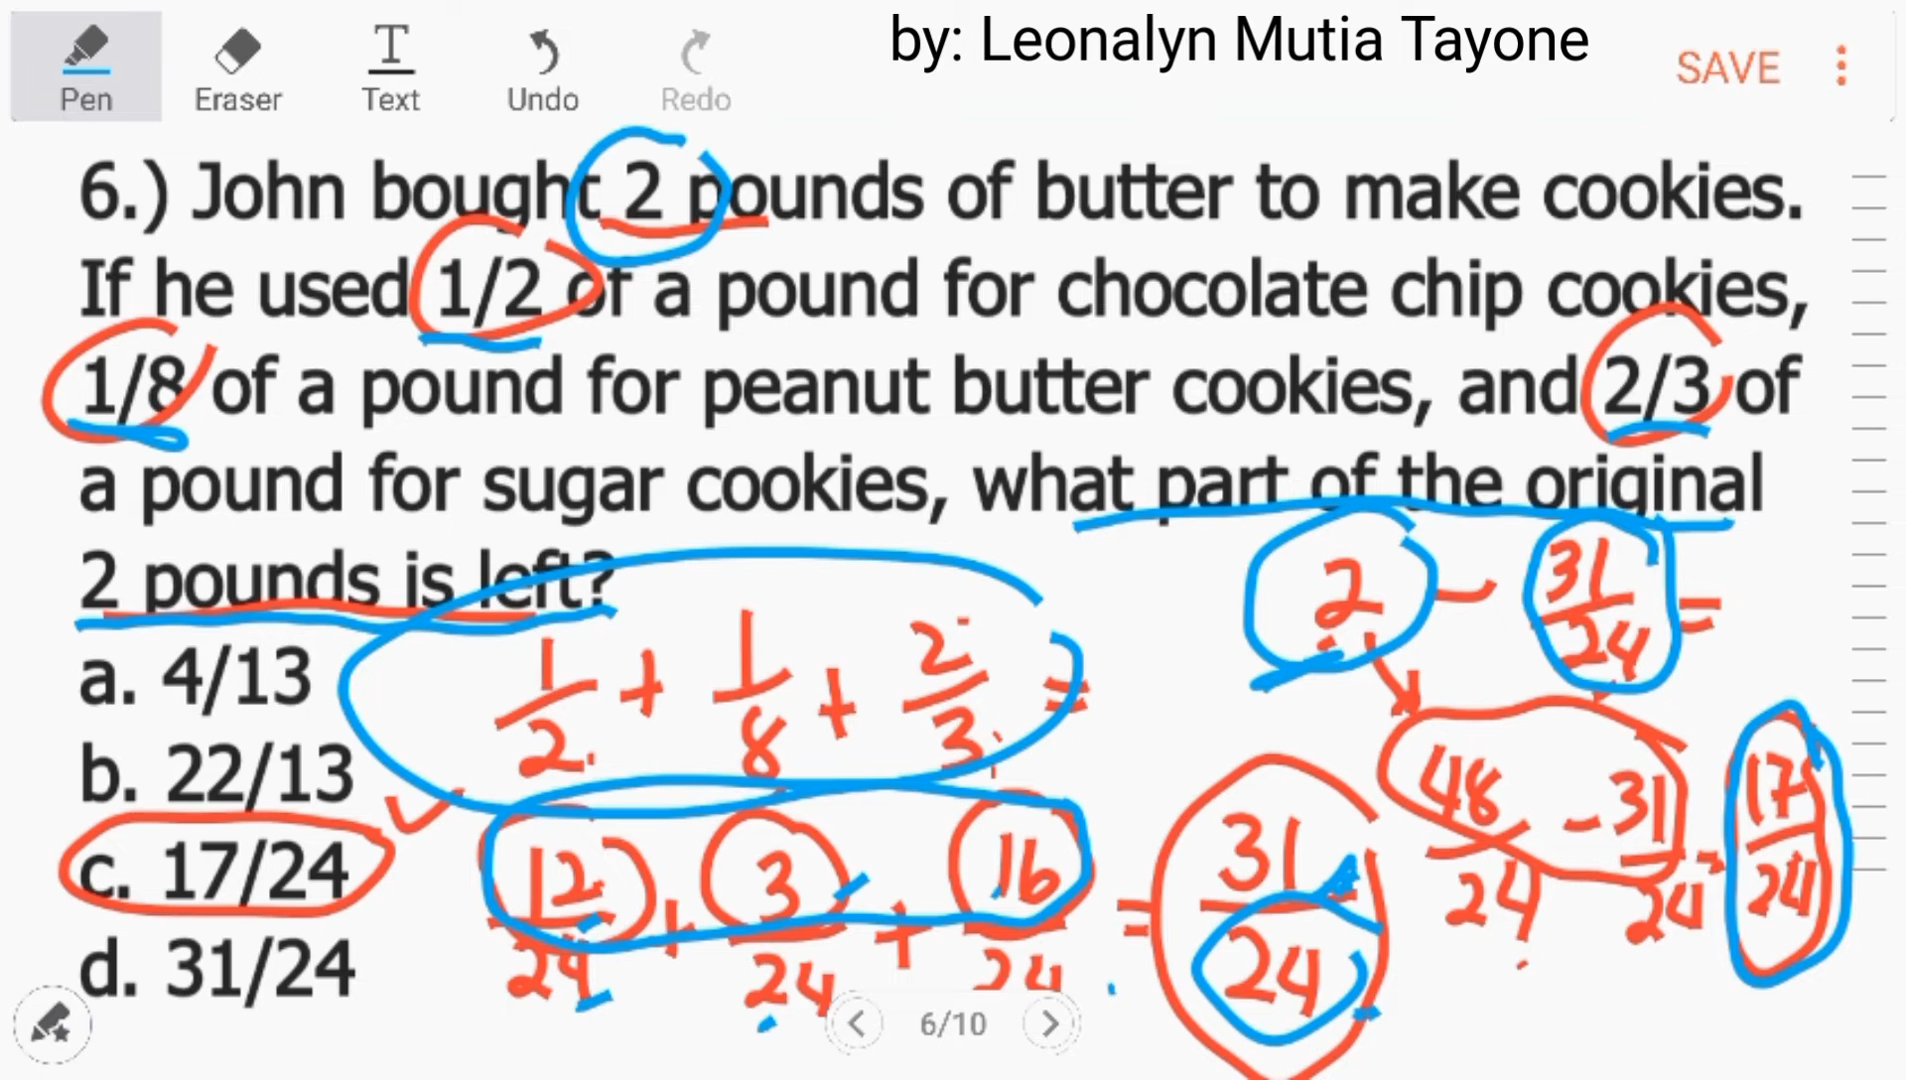 by: Leonalyn Mutia Tayone
Pen Eraser Text Undo Redo SAVE
6.) John bought 2 pounds of butter to make cookies.
If he used 1/2 of a pound for chocolate chip cookies,
1/8 of a pound for peanut butter cookies, and 2/3 of
a pound for sugar cookies, what part of the original
2 pounds is left?
2 - 31/24 =
a. 4/13
1/2 + 1/8 + 2/3 =
b. 22/13
48/24 - 31/24 = 17/24
c. 17/24
12/24 + 3/24 + 16/24 = 31/24
d. 31/24
6/10